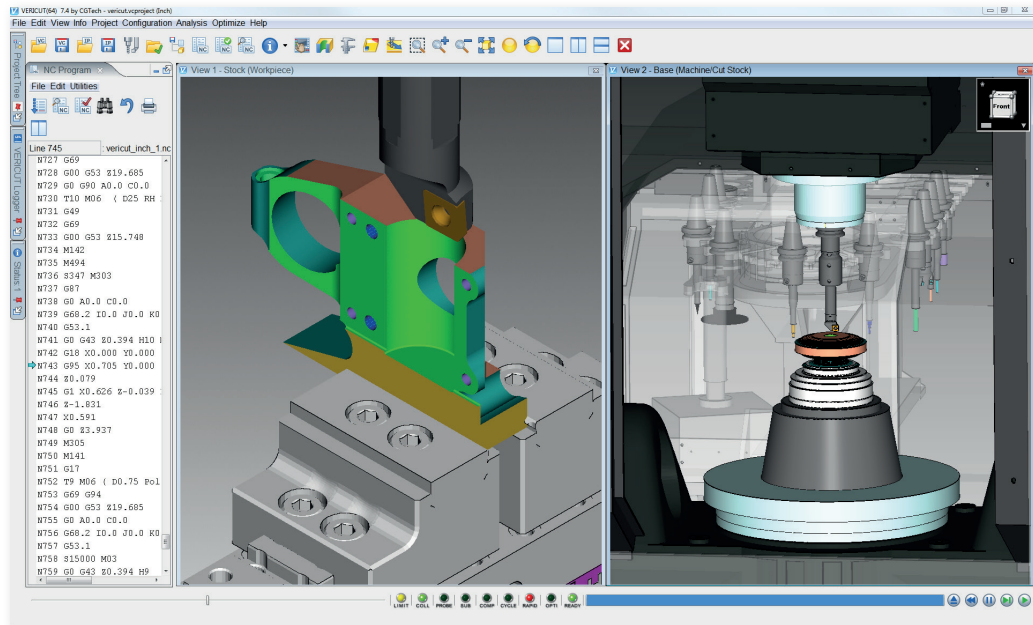 VERICUT(64)  7.4 by CGTech - vericut.vcproject (Inch)
File Edit View Info Project Configuration Analysis Optimize Help
Project Tree
VERICUT Logger
Status: 1
NC Program
File Edit Utilities
Line 745 : vericut_inch_1.nc
N727 G69
N728 G00 G53 Z19.685
N729 G0 G90 A0.0 C0.0
N730 T10 M06 ( D25 RH
N731 G49
N732 G69
N733 G00 G53 Z15.748
N734 M142
N735 M494
N736 S347 M303
N737 G87
N738 G0 A0.0 C0.0
N739 G68.2 I0.0 J0.0 K0
N740 G53.1
N741 G0 G43 Z0.394 H10
N742 G18 X0.000 Y0.000
N743 G95 X0.705 Y0.000
N744 Z0.079
N745 G1 X0.626 Z-0.039
N746 Z-1.831
N747 X0.591
N748 G0 Z3.937
N749 M305
N750 M141
N751 G17
N752 T9 M06 ( D0.75 Pol
N753 G69 G94
N754 G00 G53 Z19.685
N755 G0 A0.0 C0.0
N756 G68.2 I0.0 J0.0 K0
N757 G53.1
N758 S15000 M03
N759 G0 G43 Z0.394 H9
View 1 - Stock (Workpiece)
View 2 - Base (Machine/Cut Stock)
Front
LIMIT COLL PROBE SUB COMP CYCLE RAPID OPTI READY